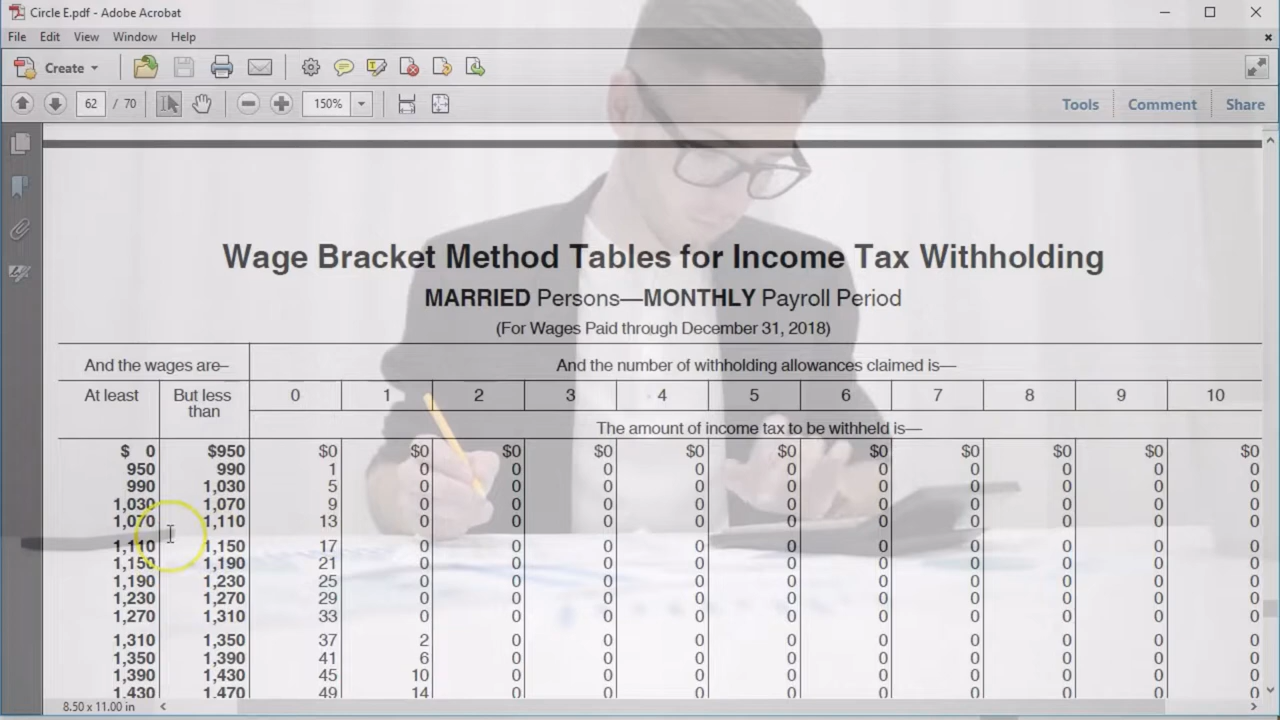 Circle E.pdf - Adobe Acrobat
File Edit View Window Help
Create
62 / 70 150% Tools Comment Share
Wage Bracket Method Tables for Income Tax Withholding
MARRIED Persons—MONTHLY Payroll Period
(For Wages Paid through December 31, 2018)
And the wages are– And the number of withholding allowances claimed is—
At least But less than 0 1 2 3 4 5 6 7 8 9 10
The amount of income tax to be withheld is—
$ 0 $950 $0 $0 $0 $0 $0 $0 $0 $0 $0 $0 $0
950 990 1 0 0 0 0 0 0 0 0 0 0
990 1,030 5 0 0 0 0 0 0 0 0 0 0
1,030 1,070 9 0 0 0 0 0 0 0 0 0 0
1,070 1,110 13 0 0 0 0 0 0 0 0 0 0
1,110 1,150 17 0 0 0 0 0 0 0 0 0 0
1,150 1,190 21 0 0 0 0 0 0 0 0 0 0
1,190 1,230 25 0 0 0 0 0 0 0 0 0 0
1,230 1,270 29 0 0 0 0 0 0 0 0 0 0
1,270 1,310 33 0 0 0 0 0 0 0 0 0 0
1,310 1,350 37 2 0 0 0 0 0 0 0 0 0
1,350 1,390 41 6 0 0 0 0 0 0 0 0 0
1,390 1,430 45 10 0 0 0 0 0 0 0 0 0
1,430 1,470 49 14 0 0 0 0 0 0 0 0 0
8.50 x 11.00 in